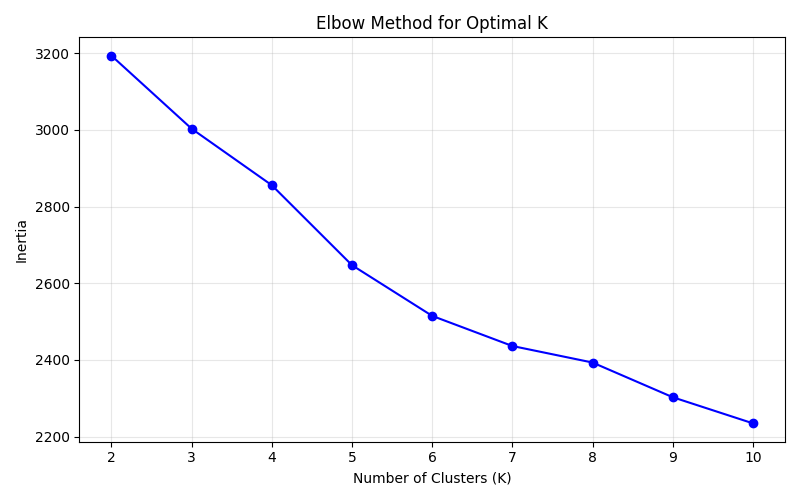 Elbow Method for Optimal K
3200
3000
2800
2600
2400
2200
Inertia
2 3 4 5 6 7 8 9 10
Number of Clusters (K)